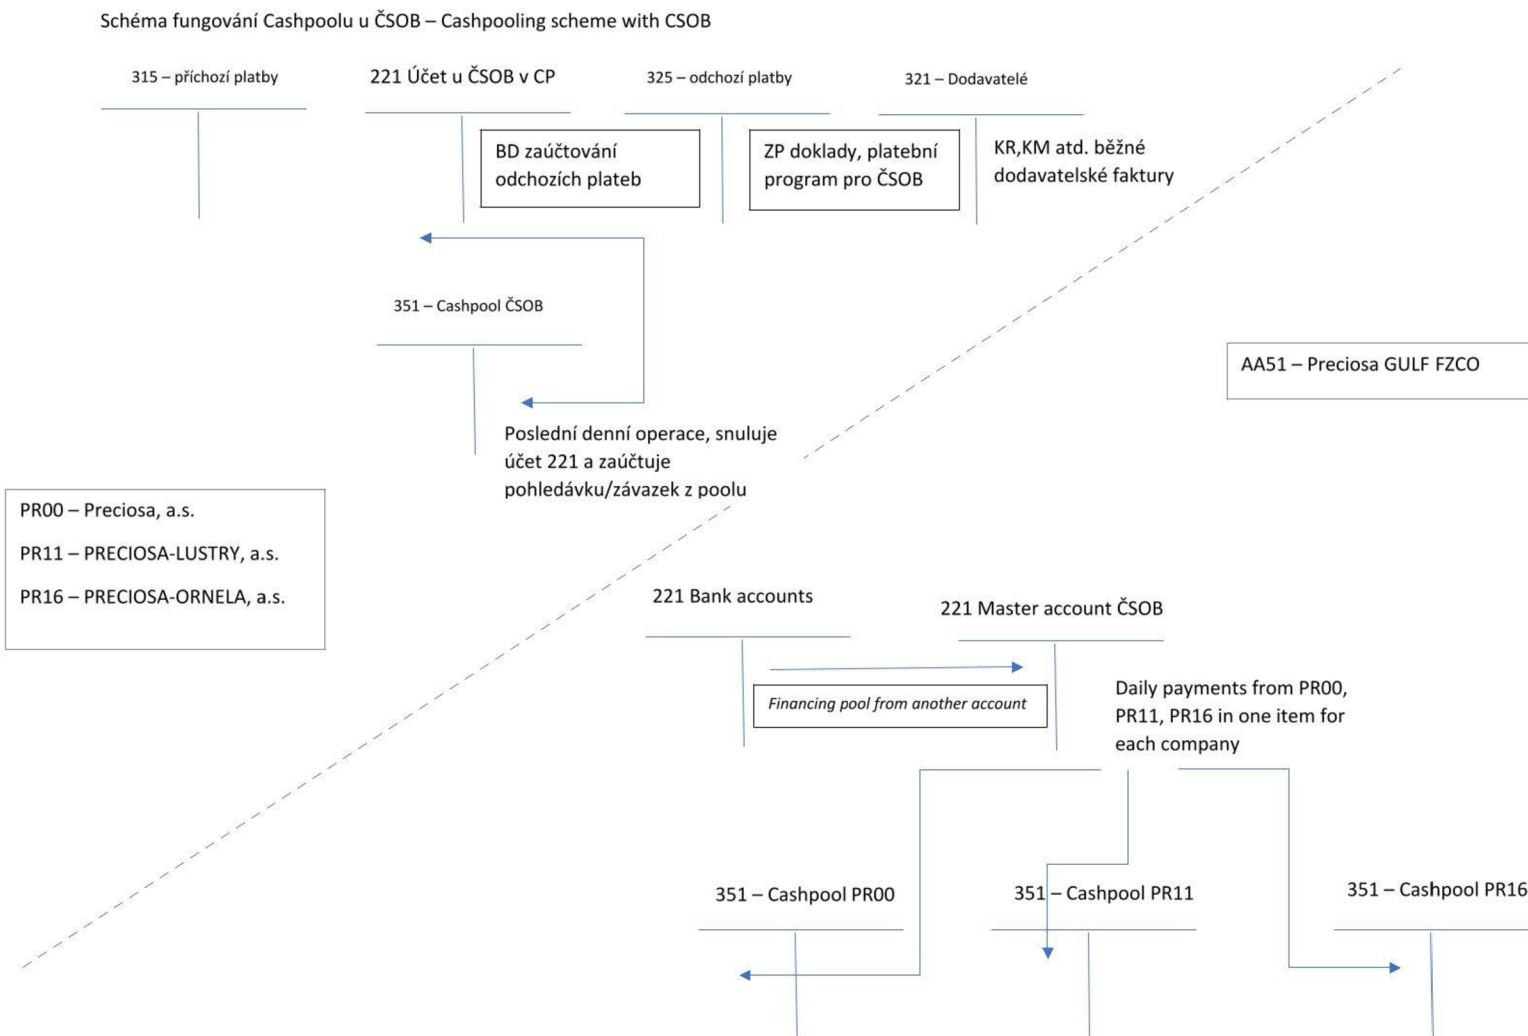 Schéma fungování Cashpoolu u ČSOB – Cashpooling scheme with CSOB
315 – příchozí platby
221 Účet u ČSOB v CP
325 – odchozí platby
321 – Dodavatelé
BD zaúčtování
odchozích plateb
ZP doklady, platební
program pro ČSOB
KR,KM atd. běžné
dodavatelské faktury
351 – Cashpool ČSOB
AA51 – Preciosa GULF FZCO
Poslední denní operace, snuluje
účet 221 a zaúčtuje
pohledávku/závazek z poolu
PR00 – Preciosa, a.s.
PR11 – PRECIOSA-LUSTRY, a.s.
PR16 – PRECIOSA-ORNELA, a.s.
221 Bank accounts
221 Master account ČSOB
Financing pool from another account
Daily payments from PR00,
PR11, PR16 in one item for
each company
351 – Cashpool PR00
351 – Cashpool PR11
351 – Cashpool PR16